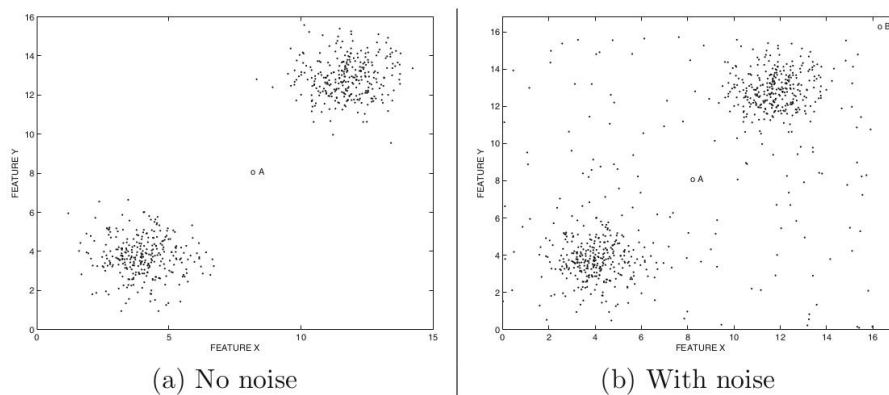 16
14
12
10
8
6
4
2
0
FEATURE Y
A
0 5 10 15
FEATURE X
(a) No noise
16
14
12
10
8
6
4
2
0
FEATURE Y
B
A
0 2 4 6 8 10 12 14 16
FEATURE X
(b) With noise